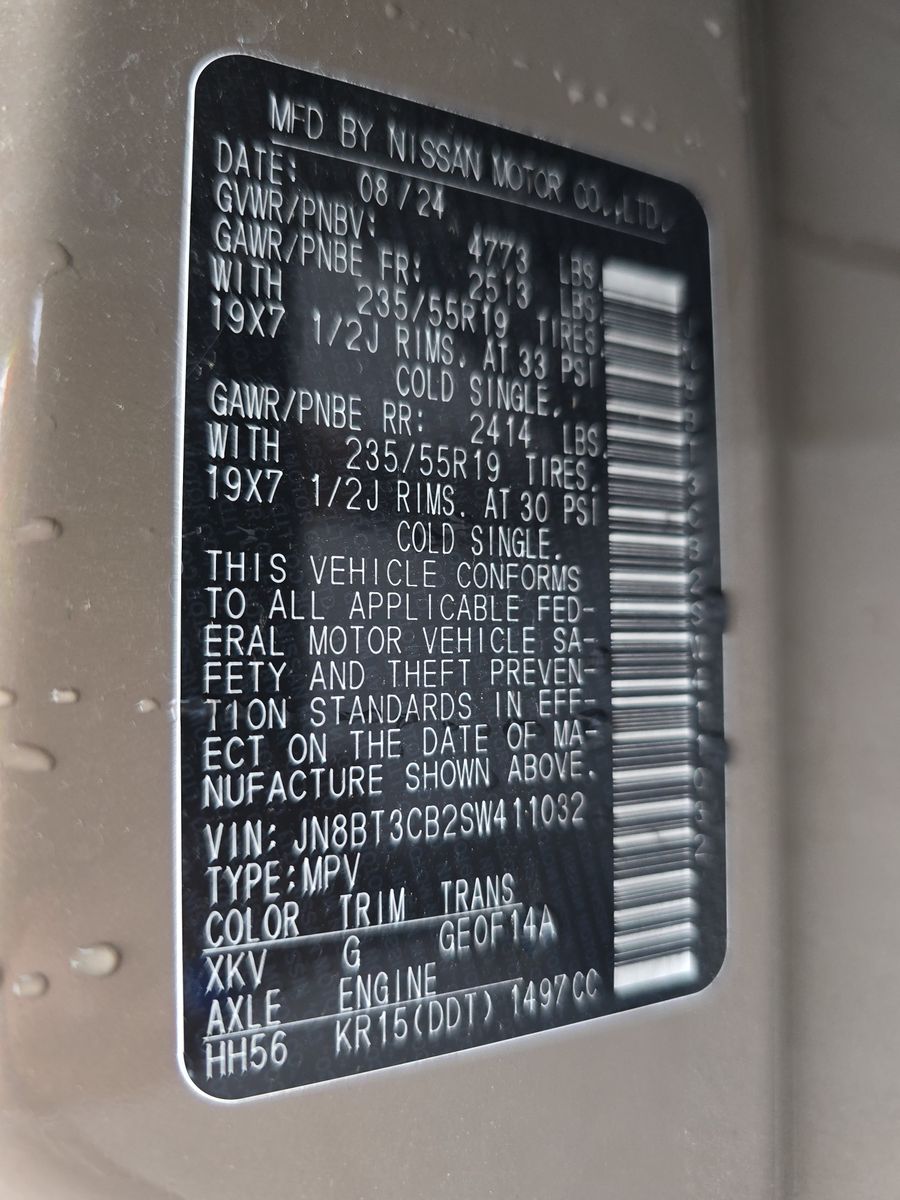 MFD BY NISSAN MOTOR CO.,LTD.
DATE: 08/24
GVWR/PNBV: 4773 LBS
GAWR/PNBE FR: 2513 LBS
WITH 235/55R19 TIRES.
19X7 1/2J RIMS. AT 33 PSI
COLD SINGLE.
GAWR/PNBE RR: 2414 LBS
WITH 235/55R19 TIRES.
19X7 1/2J RIMS. AT 30 PSI
COLD SINGLE.
THIS VEHICLE CONFORMS
TO ALL APPLICABLE FED-
ERAL MOTOR VEHICLE SA-
FETY AND THEFT PREVEN-
TION STANDARDS IN EFF-
ECT ON THE DATE OF MA-
NUFACTURE SHOWN ABOVE.
VIN: JN8BT3CB2SW411032
TYPE:MPV
COLOR TRIM TRANS
XKV G GEOF14A
AXLE ENGINE
HH56 KR15(DDT) 1497CC